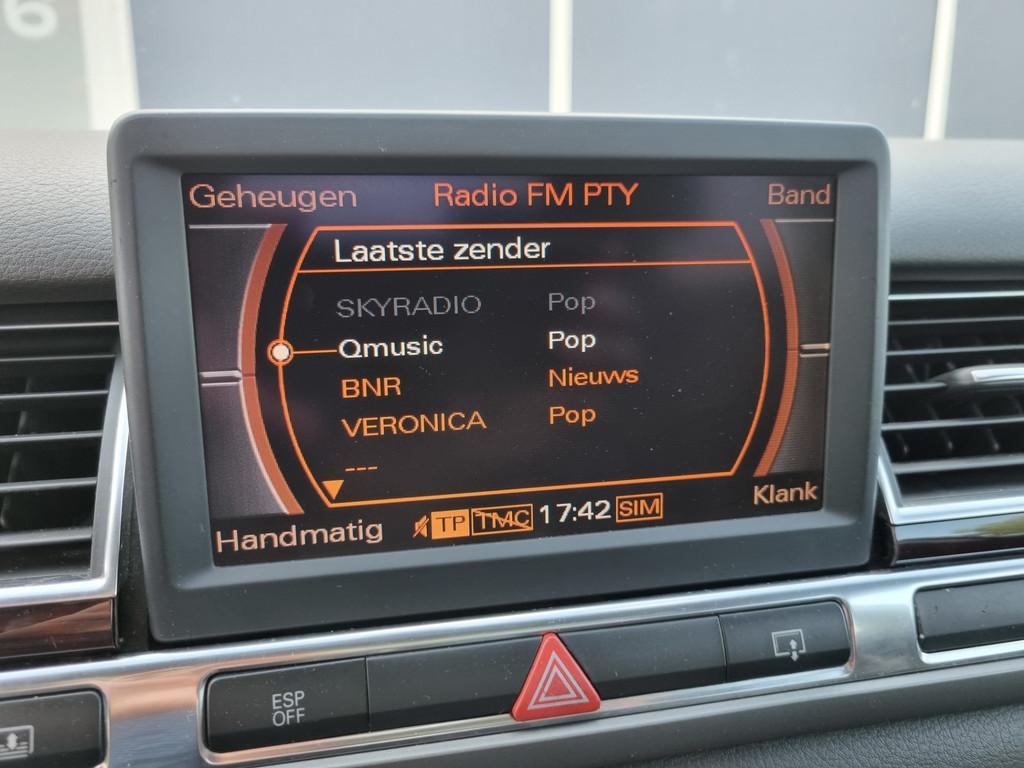 6
Geheugen Radio FM PTY Band
Laatste zender
SKYRADIO Pop
Qmusic Pop
BNR Nieuws
VERONICA Pop
---
Handmatig TP TMC 17:42 SIM Klank
ESP
OFF